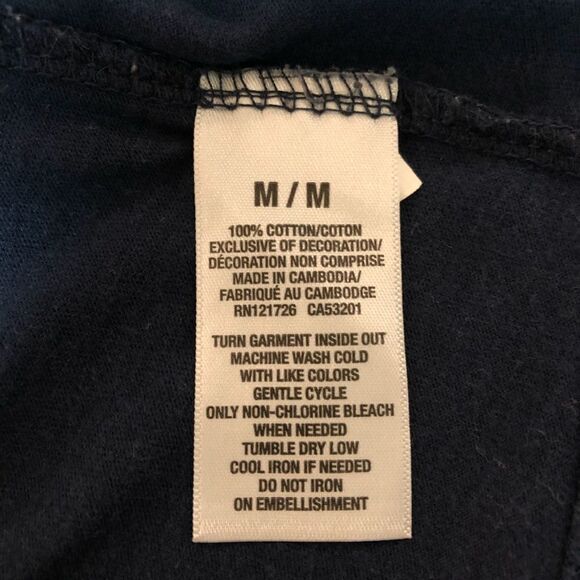 M / M
100% COTTON/COTON
EXCLUSIVE OF DECORATION/
DÉCORATION NON COMPRISE
MADE IN CAMBODIA/
FABRIQUÉ AU CAMBODGE
RN121726 CA53201
TURN GARMENT INSIDE OUT
MACHINE WASH COLD
WITH LIKE COLORS
GENTLE CYCLE
ONLY NON-CHLORINE BLEACH
WHEN NEEDED
TUMBLE DRY LOW
COOL IRON IF NEEDED
DO NOT IRON
ON EMBELLISHMENT